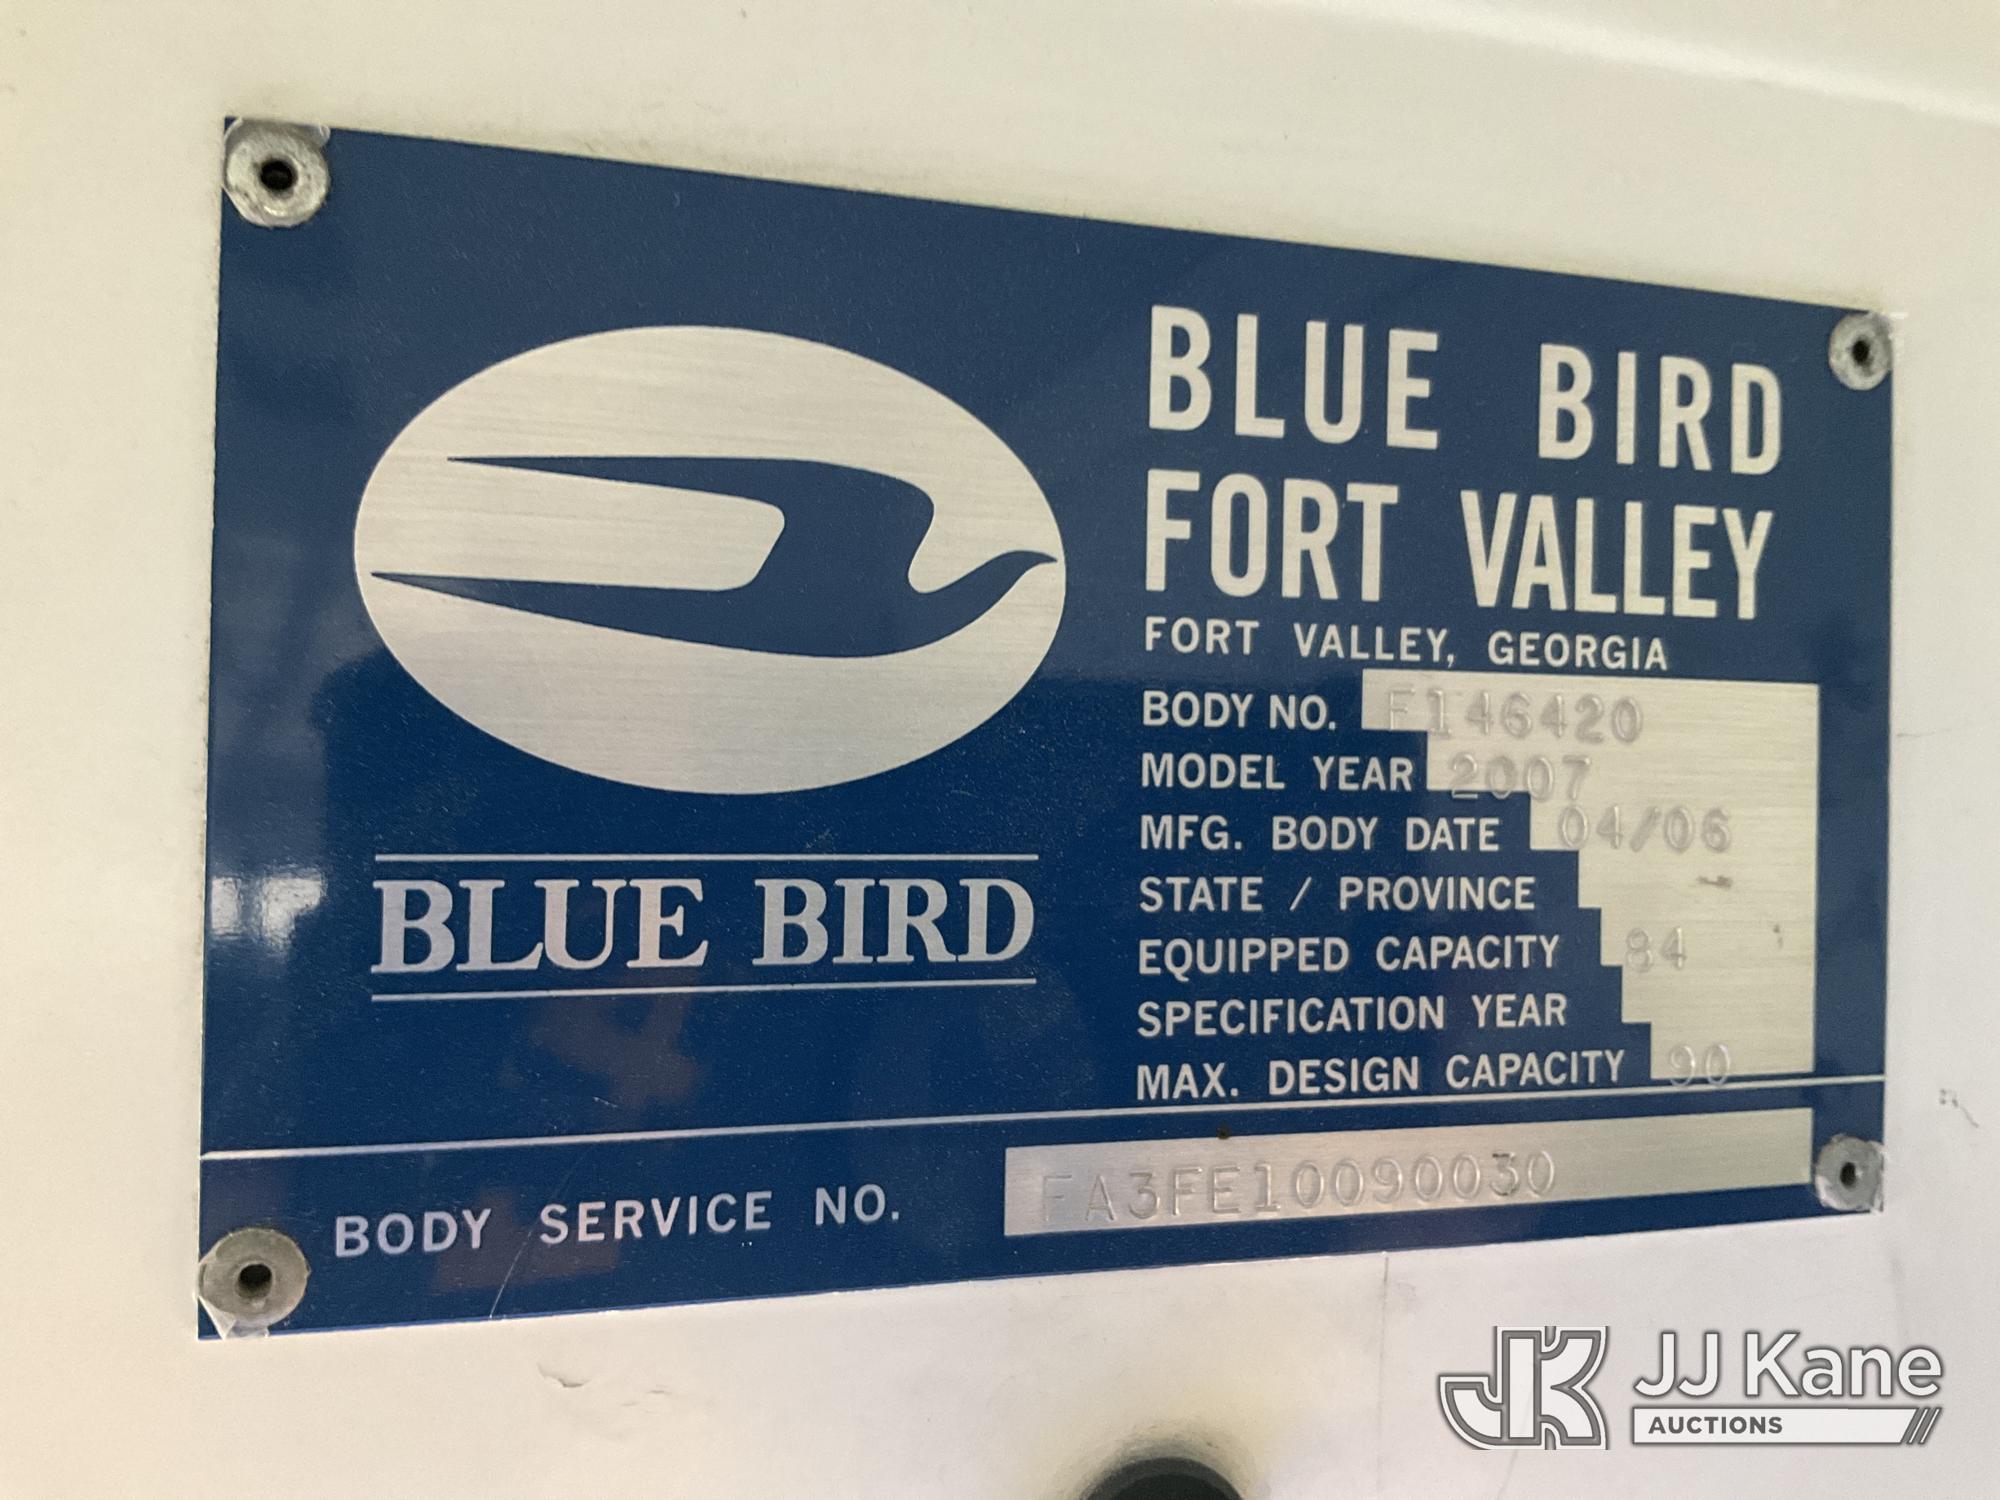 BLUE BIRD
BLUE BIRD
FORT VALLEY
FORT VALLEY, GEORGIA
BODY NO. F146420
MODEL YEAR 2007
MFG. BODY DATE 04/06
STATE / PROVINCE
EQUIPPED CAPACITY 84
SPECIFICATION YEAR
MAX. DESIGN CAPACITY 90
BODY SERVICE NO. FA3FE10090030
JK JJ Kane
AUCTIONS